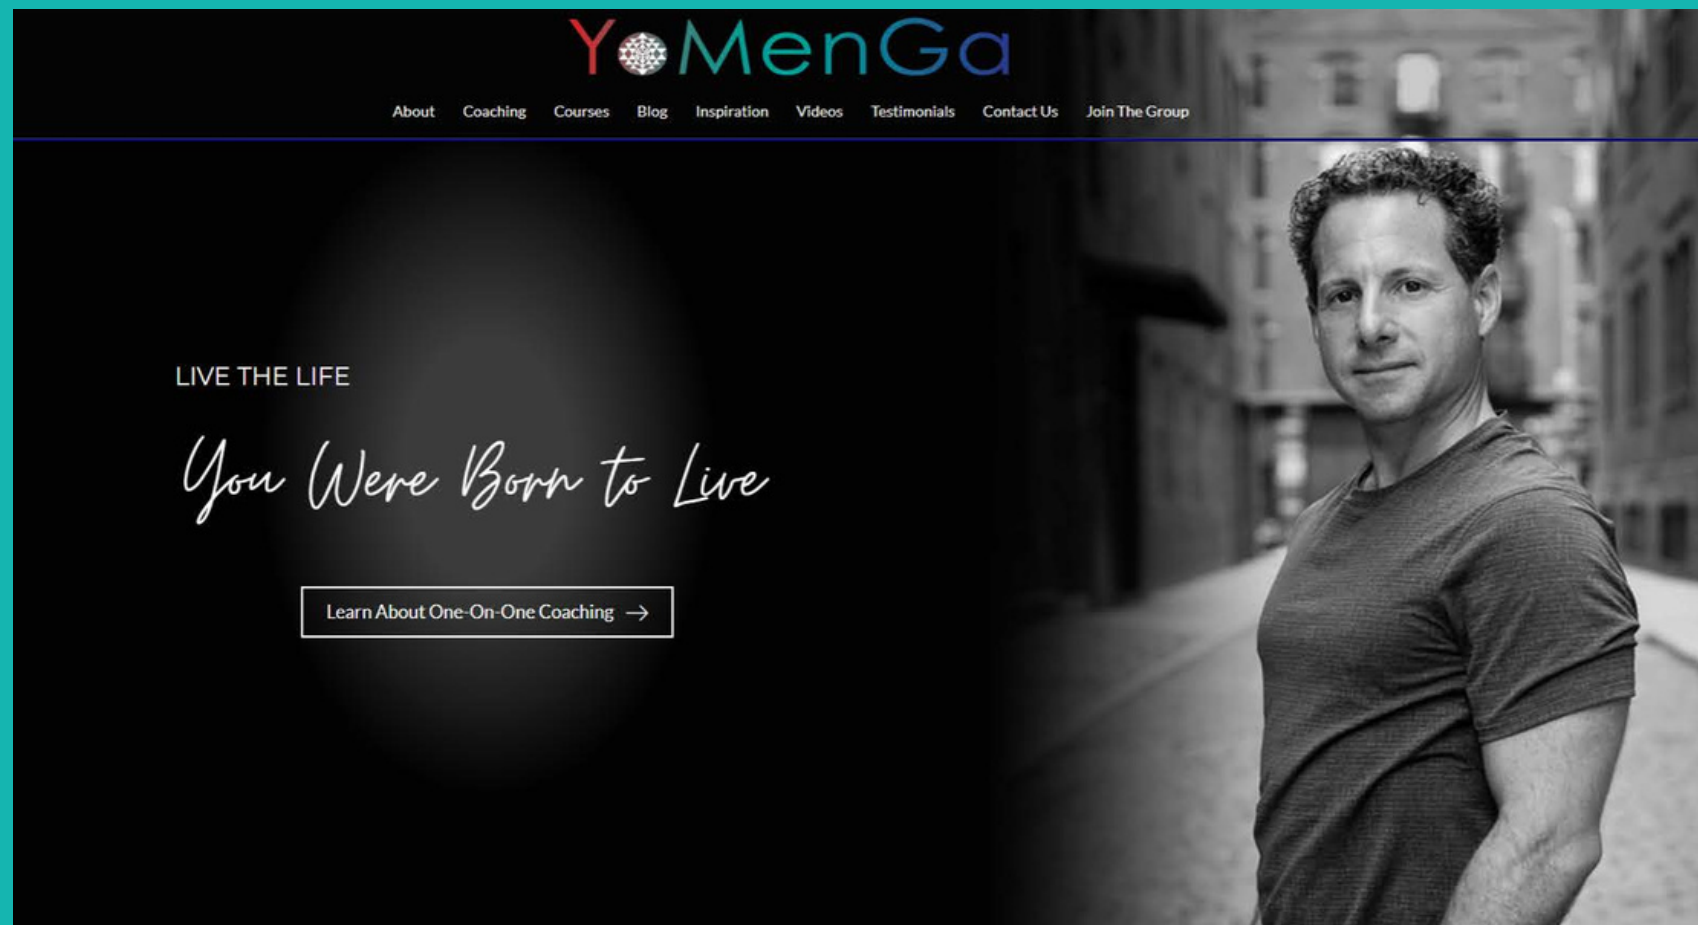 YoMenGa
About Coaching Courses Blog Inspiration Videos Testimonials Contact Us Join The Group
LIVE THE LIFE
You Were Born to Live
Learn About One-On-One Coaching →